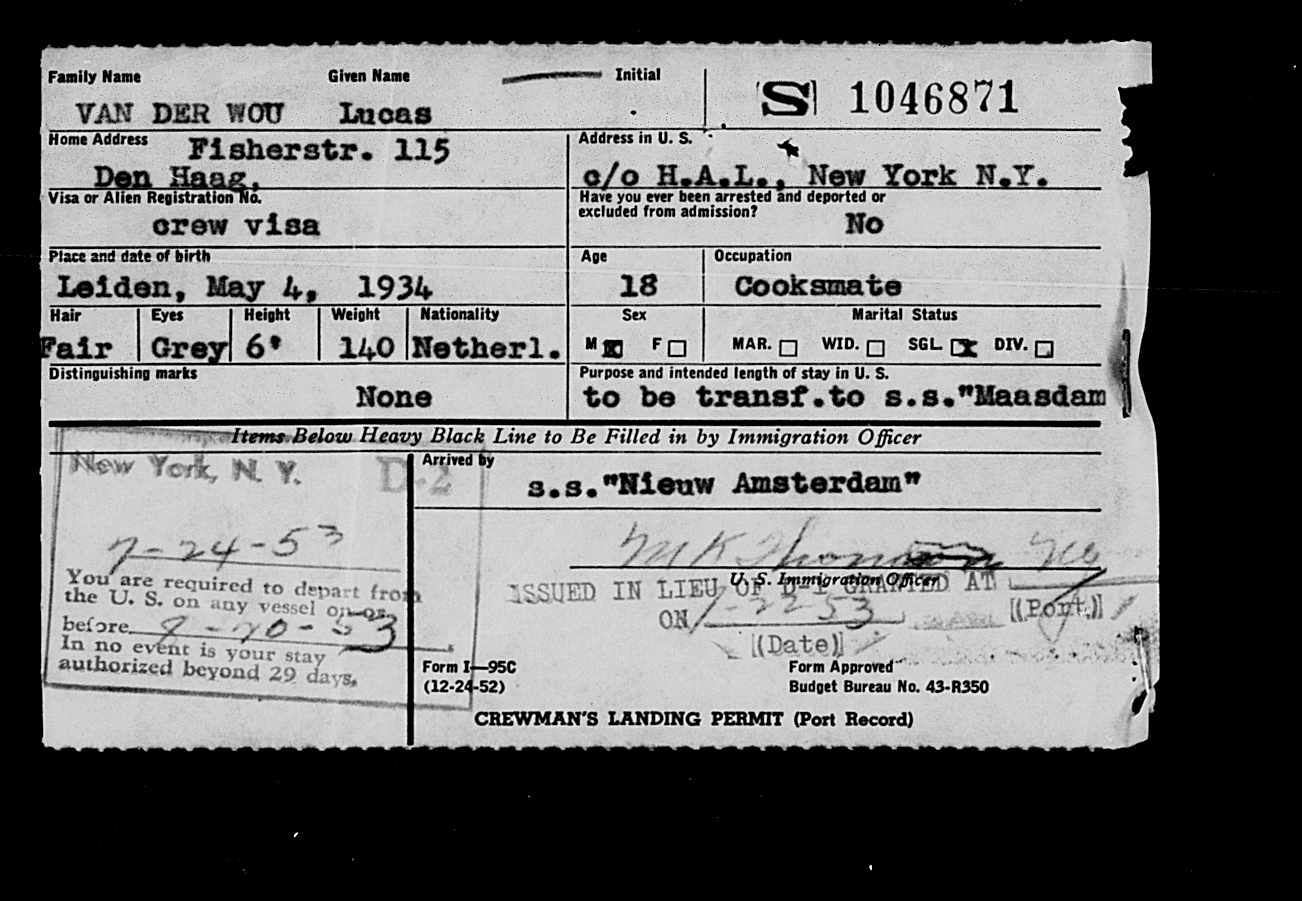 Family Name Given Name Initial
VAN DER WOU Lucas S 1046871
Home Address Fisherstr. 115
Den Haag,
Address in U. S.
c/o H.A.L., New York N.Y.
Visa or Alien Registration No.
crew visa
Have you ever been arrested and deported or
excluded from admission?
No
Place and date of birth
Leiden, May 4, 1934
Age Occupation
18 Cooksmate
Hair Eyes Height Weight Nationality
Fair Grey 6' 140 Netherl.
Sex Marital Status
M F MAR. WID. SGL. DIV.
Distinguishing marks
None
Purpose and intended length of stay in U. S.
to be transf.to s.s."Maasdam
Items Below Heavy Black Line to Be Filled in by Immigration Officer
New York, N. Y. D-2
7-24-53
You are required to depart from
the U. S. on any vessel on or
before
In no event is your stay
authorized beyond 29 days.
Arrived by
s.s."Nieuw Amsterdam"
U. S. Immigration Officer
ISSUED IN LIEU OF D-1 GRANTED AT
(Port)
ON
(Date)
Form I—95C
(12-24-52)
Form Approved
Budget Bureau No. 43-R350
CREWMAN'S LANDING PERMIT (Port Record)